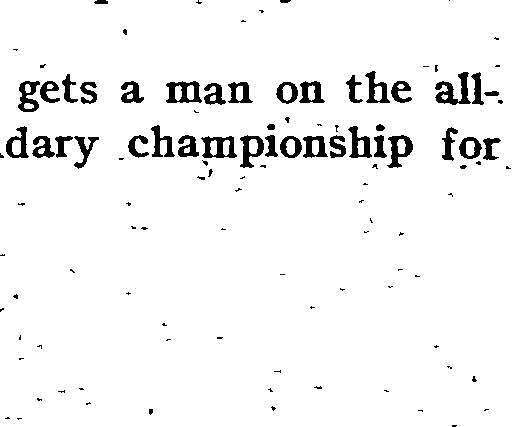 gets a man on the all-
dary championship for